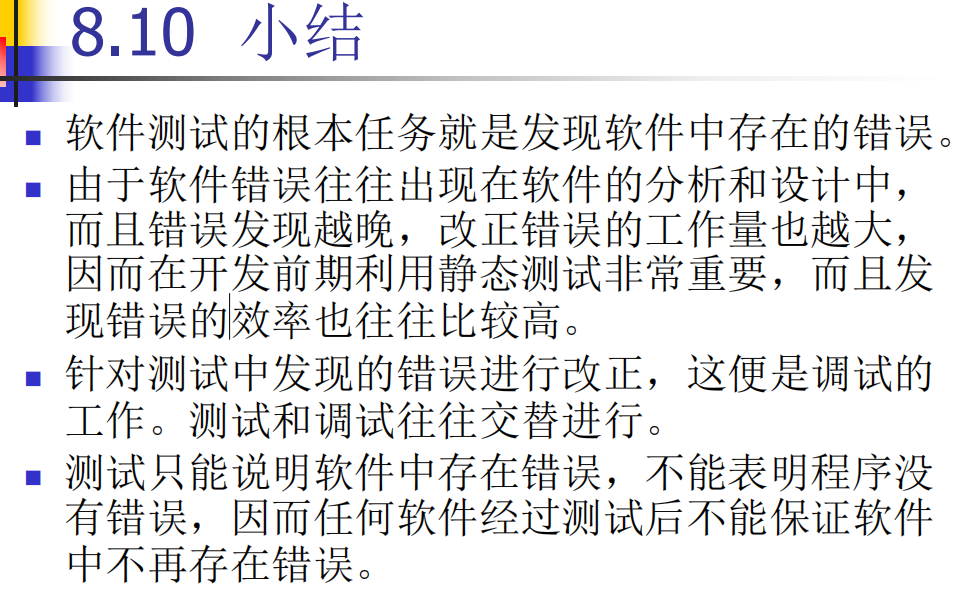 8.10 小结
软件测试的根本任务就是发现软件中存在的错误。
由于软件错误往往出现在软件的分析和设计中，
而且错误发现越晚，改正错误的工作量也越大，
因而在开发前期利用静态测试非常重要，而且发
现错误的效率也往往比较高。
针对测试中发现的错误进行改正，这便是调试的
工作。测试和调试往往交替进行。
测试只能说明软件中存在错误，不能表明程序没
有错误，因而任何软件经过测试后不能保证软件
中不再存在错误。